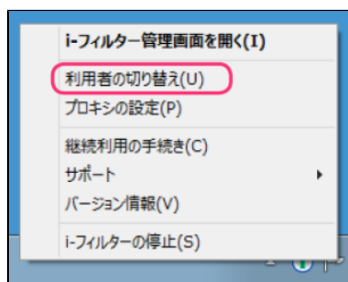 i-フィルター管理画面を開く(I)
利用者の切り替え(U)
プロキシの設定(P)
継続利用の手続き(C)
サポート
バージョン情報(V)
i-フィルターの停止(S)